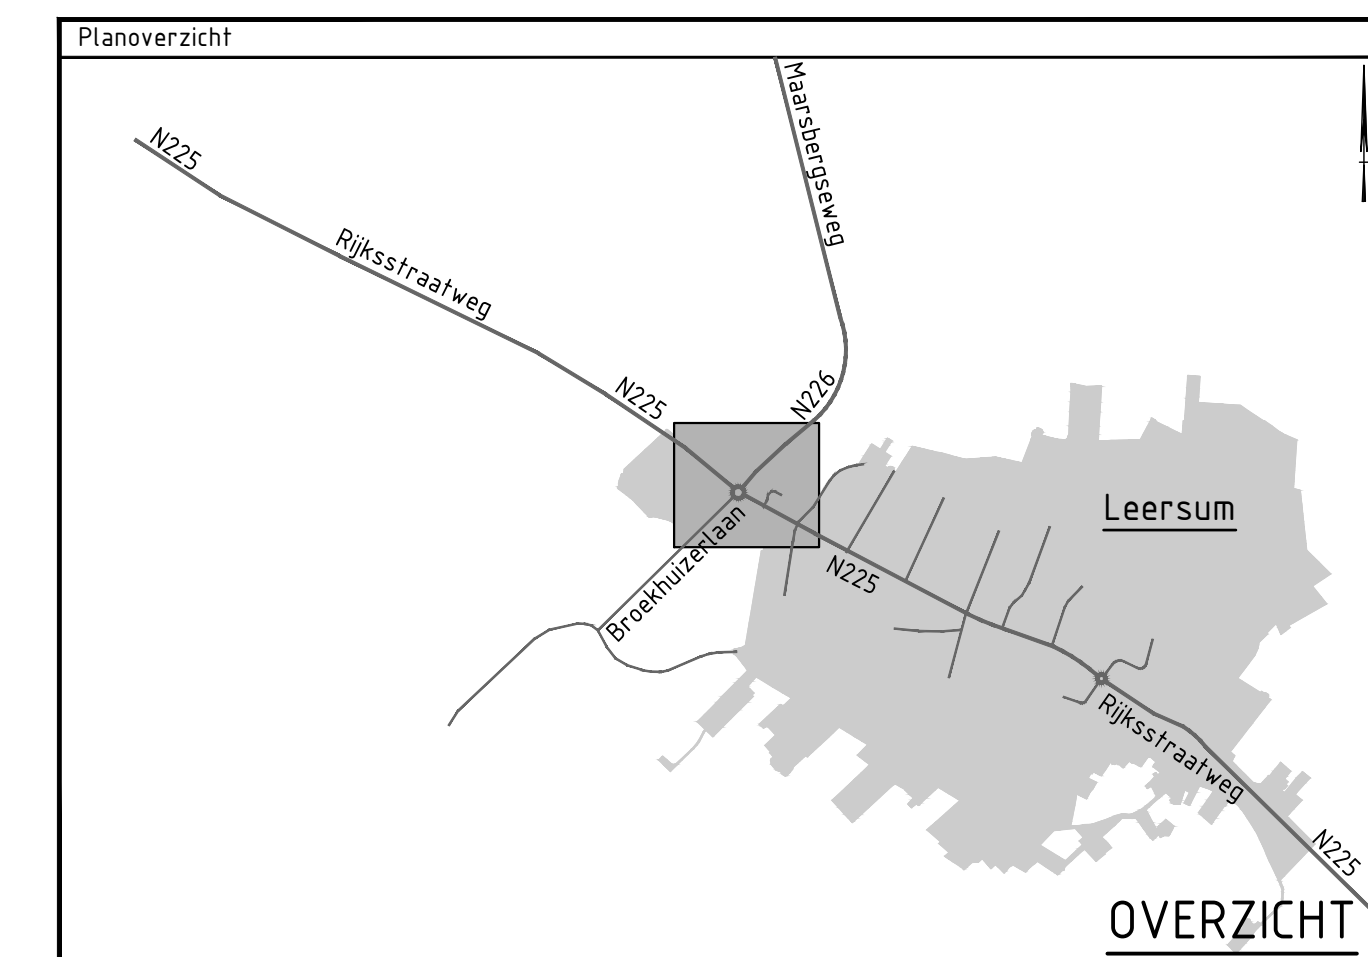 Planoverzicht
Maarsbergseweg
N225
Rijksstraatweg
N225
N226
Leersum
Broekhuizerlaan
N225
Rijksstraatweg
N225
OVERZICHT